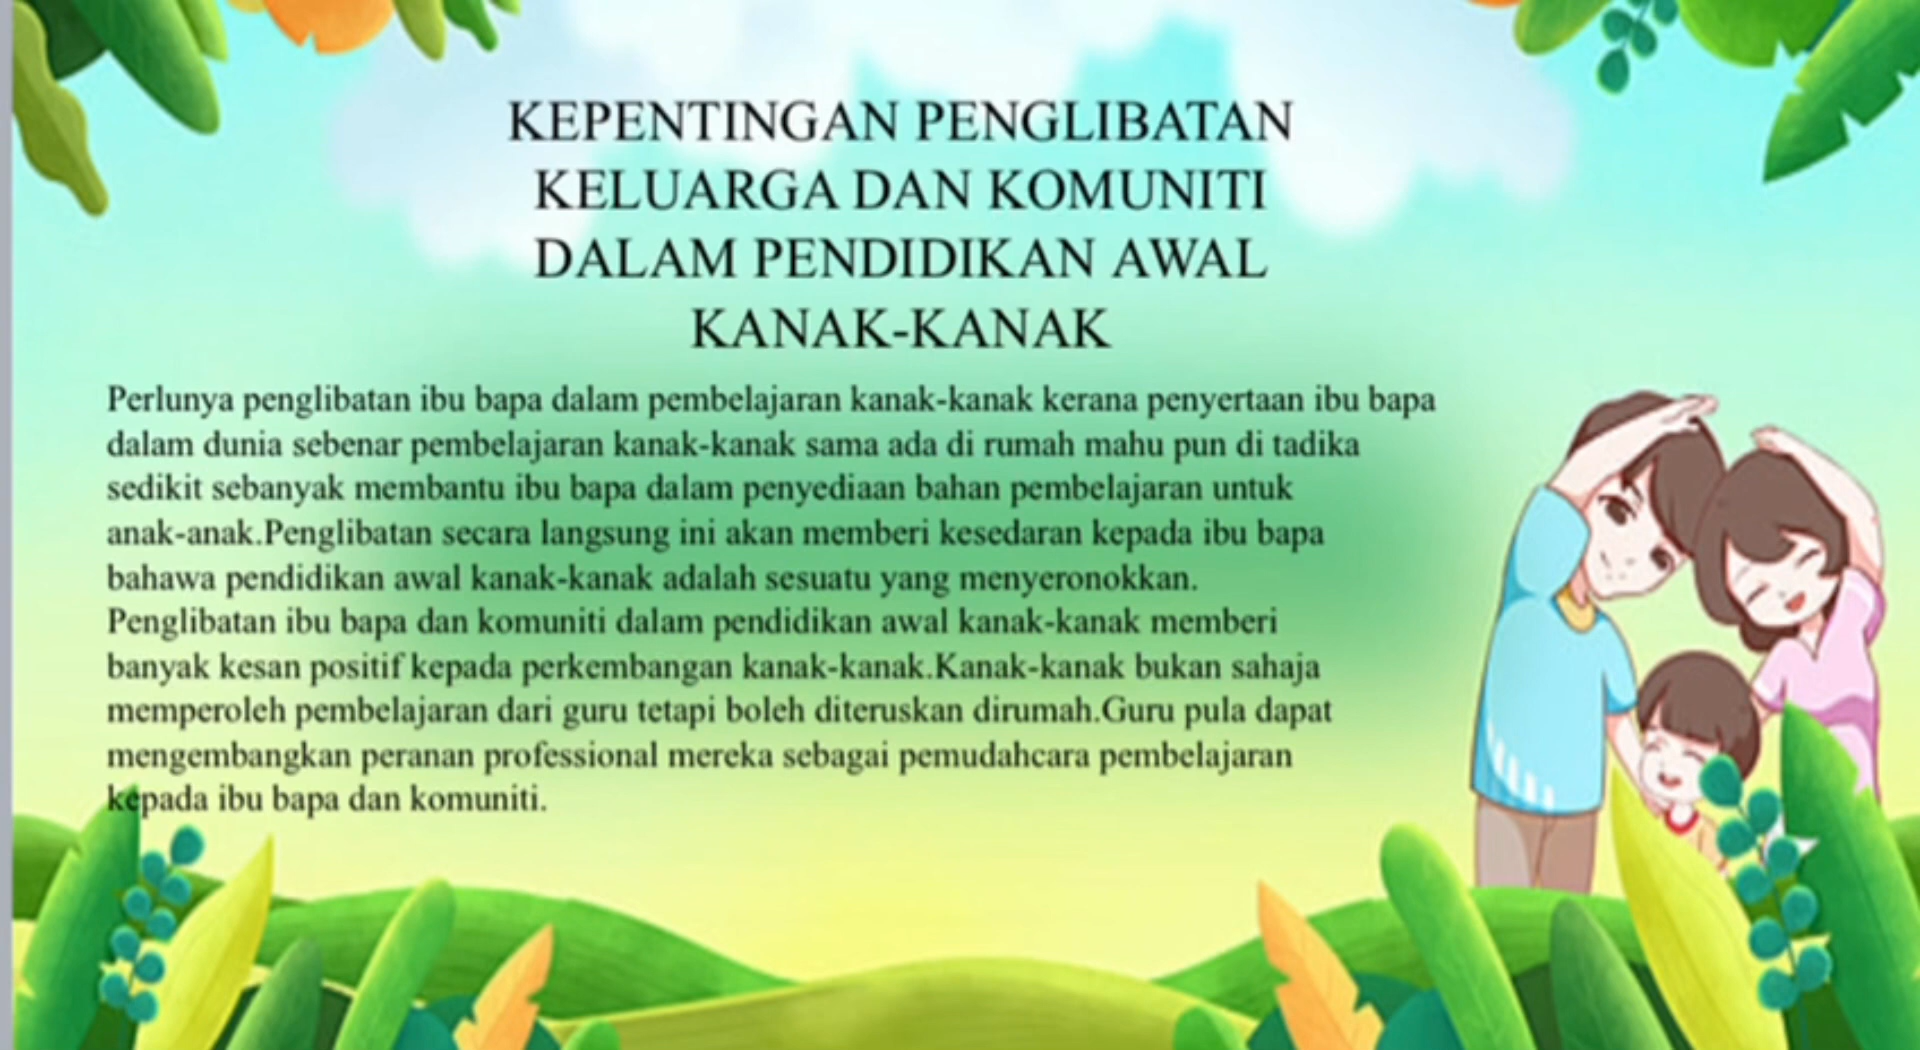 KEPENTINGAN PENGLIBATAN
KELUARGA DAN KOMUNITI
DALAM PENDIDIKAN AWAL
KANAK-KANAK
Perlunya penglibatan ibu bapa dalam pembelajaran kanak-kanak kerana penyertaan ibu bapa
dalam dunia sebenar pembelajaran kanak-kanak sama ada di rumah mahu pun di tadika
sedikit sebanyak membantu ibu bapa dalam penyediaan bahan pembelajaran untuk
anak-anak.Penglibatan secara langsung ini akan memberi kesedaran kepada ibu bapa
bahawa pendidikan awal kanak-kanak adalah sesuatu yang menyeronokkan.
Penglibatan ibu bapa dan komuniti dalam pendidikan awal kanak-kanak memberi
banyak kesan positif kepada perkembangan kanak-kanak.Kanak-kanak bukan sahaja
memperoleh pembelajaran dari guru tetapi boleh diteruskan dirumah.Guru pula dapat
mengembangkan peranan professional mereka sebagai pemudahcara pembelajaran
kepada ibu bapa dan komuniti.